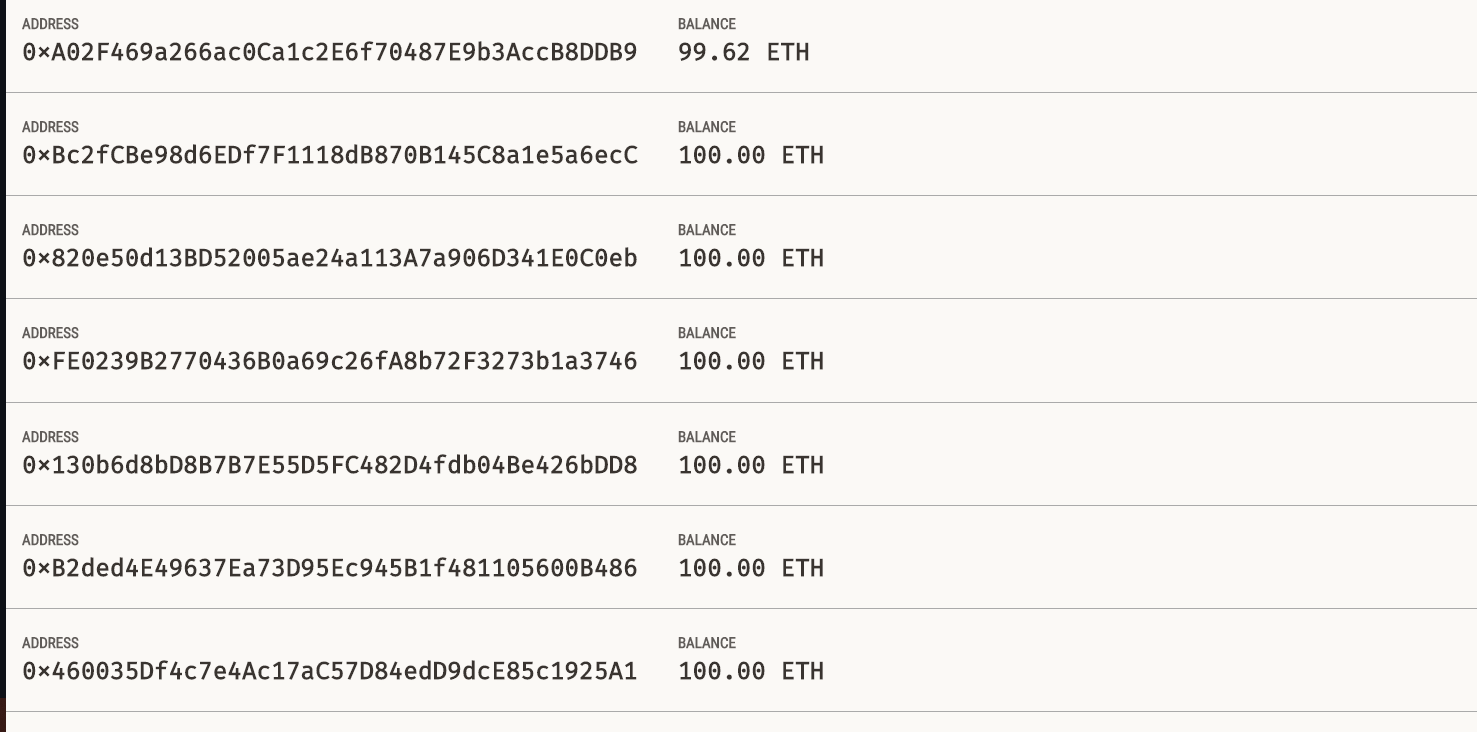 ADDRESS BALANCE
0×A02F469a266ac0Ca1c2E6f70487E9b3AccB8DDB9 99.62 ETH
ADDRESS BALANCE
0×Bc2fCBe98d6EDf7F1118dB870B145C8a1e5a6ecC 100.00 ETH
ADDRESS BALANCE
0×820e50d13BD52005ae24a113A7a906D341E0C0eb 100.00 ETH
ADDRESS BALANCE
0×FE0239B2770436B0a69c26fA8b72F3273b1a3746 100.00 ETH
ADDRESS BALANCE
0×130b6d8bD8B7B7E55D5FC482D4fdb04Be426bDD8 100.00 ETH
ADDRESS BALANCE
0×B2ded4E49637Ea73D95Ec945B1f481105600B486 100.00 ETH
ADDRESS BALANCE
0×460035Df4c7e4Ac17aC57D84edD9dcE85c1925A1 100.00 ETH